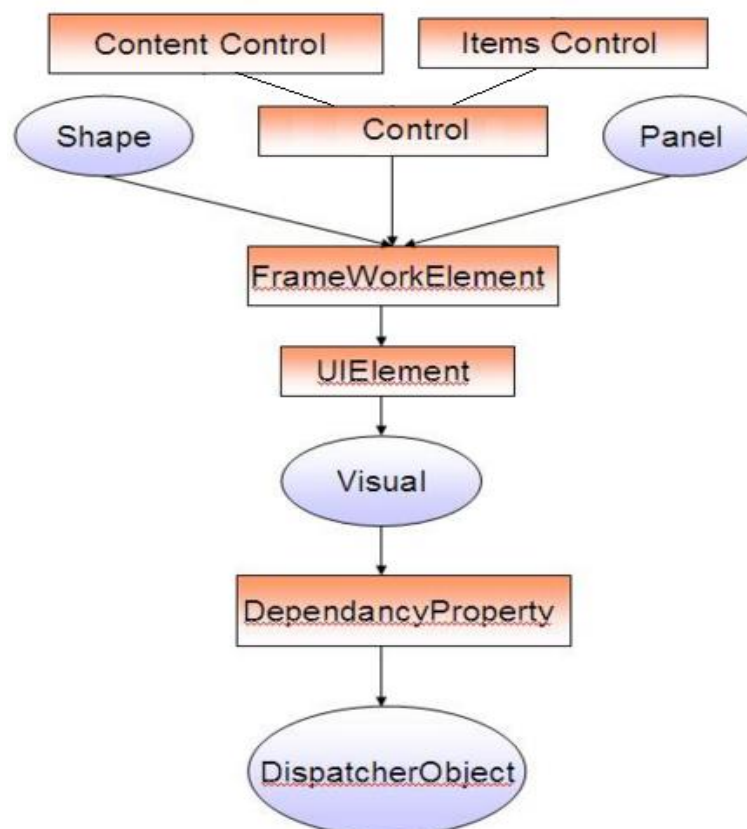 Content Control
Items Control
Shape
Control
Panel
FrameWorkElement
UIElement
Visual
DependancyProperty
DispatcherObject